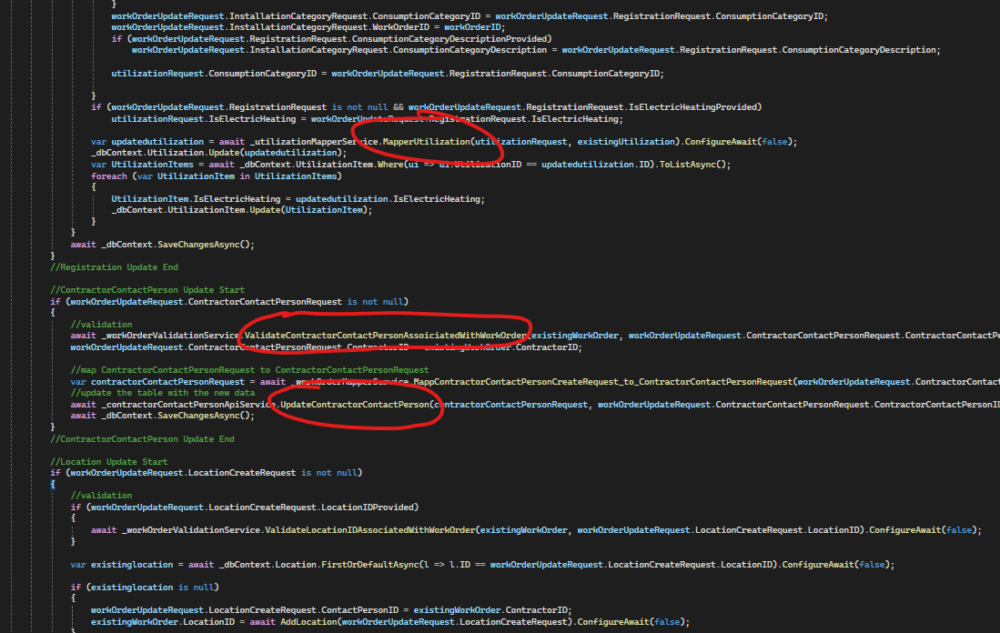 }
workOrderUpdateRequest.InstallationCategoryRequest.ConsumptionCategoryID = workOrderUpdateRequest.RegistrationRequest.ConsumptionCategoryID;
workOrderUpdateRequest.InstallationCategoryRequest.WorkOrderID = workOrderID;
if (workOrderUpdateRequest.RegistrationRequest.ConsumptionCategoryDescriptionProvided)
workOrderUpdateRequest.InstallationCategoryRequest.ConsumptionCategoryDescription = workOrderUpdateRequest.RegistrationRequest.ConsumptionCategoryDescription;
utilizationRequest.ConsumptionCategoryID = workOrderUpdateRequest.RegistrationRequest.ConsumptionCategoryID;
}
if (workOrderUpdateRequest.RegistrationRequest is not null && workOrderUpdateRequest.RegistrationRequest.IsElectricHeatingProvided)
utilizationRequest.IsElectricHeating = workOrderUpdateRequest.RegistrationRequest.IsElectricHeating;
var updatedutilization = await _utilizationMapperService.MapperUtilization(utilizationRequest, existingUtilization).ConfigureAwait(false);
_dbContext.Utilization.Update(updatedutilization);
var UtilizationItems = await _dbContext.UtilizationItem.Where(ui => ui.UtilizationID == updatedutilization.ID).ToListAsync();
foreach (var UtilizationItem in UtilizationItems)
{
UtilizationItem.IsElectricHeating = updatedutilization.IsElectricHeating;
_dbContext.UtilizationItem.Update(UtilizationItem);
}
}
await _dbContext.SaveChangesAsync();
}
//Registration Update End
//ContractorContactPerson Update Start
if (workOrderUpdateRequest.ContractorContactPersonRequest is not null)
{
//validation
await _workOrderValidationService.ValidateContractorContactPersonAssoiciatedWithWorkOrder(existingWorkOrder, workOrderUpdateRequest.ContractorContactPersonRequest.ContractorContactPe
workOrderUpdateRequest.ContractorContactPersonRequest.ContractorID = existingWorkOrder.ContractorID;
//map ContractorContactPersonRequest to ContractorContactPersonRequest
var contractorContactPersonRequest = await _workOrderMapperService.MappContractorContactPersonCreateRequest_to_ContractorContactPersonRequest(workOrderUpdateRequest.ContractorContac
//update the table with the new data
await _contractorContactPersonApiService.UpdateContractorContactPerson(contractorContactPersonRequest, workOrderUpdateRequest.ContractorContactPersonRequest.ContractorContactPersonID
await _dbContext.SaveChangesAsync();
}
//ContractorContactPerson Update End
//Location Update Start
if (workOrderUpdateRequest.LocationCreateRequest is not null)
{
//validation
if (workOrderUpdateRequest.LocationCreateRequest.LocationIDProvided)
{
await _workOrderValidationService.ValidateLocationIDAssociatedWithWorkOrder(existingWorkOrder, workOrderUpdateRequest.LocationCreateRequest.LocationID).ConfigureAwait(false);
}
var existinglocation = await _dbContext.Location.FirstOrDefaultAsync(l => l.ID == workOrderUpdateRequest.LocationCreateRequest.LocationID).ConfigureAwait(false);
if (existinglocation is null)
{
workOrderUpdateRequest.LocationCreateRequest.ContactPersonID = existingWorkOrder.ContractorID;
existingWorkOrder.LocationID = await AddLocation(workOrderUpdateRequest.LocationCreateRequest).ConfigureAwait(false);
}